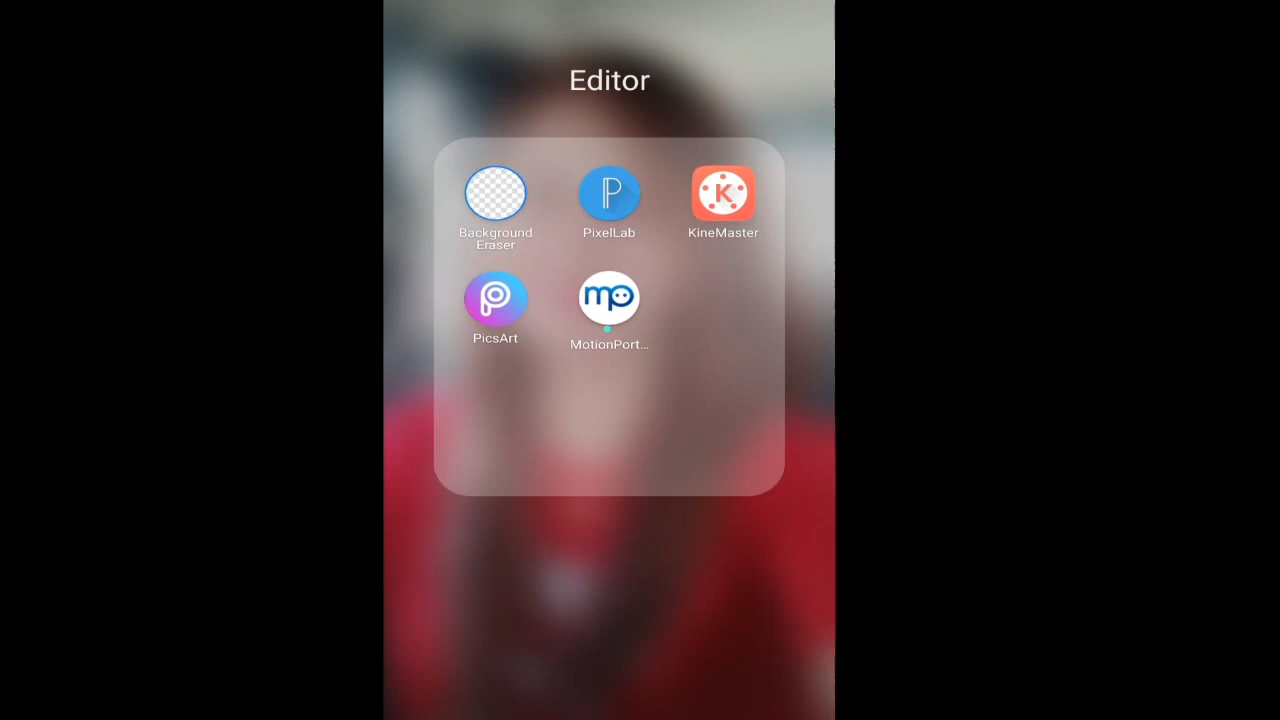 Editor
Background
Eraser
PixelLab
KineMaster
PicsArt
MotionPort...